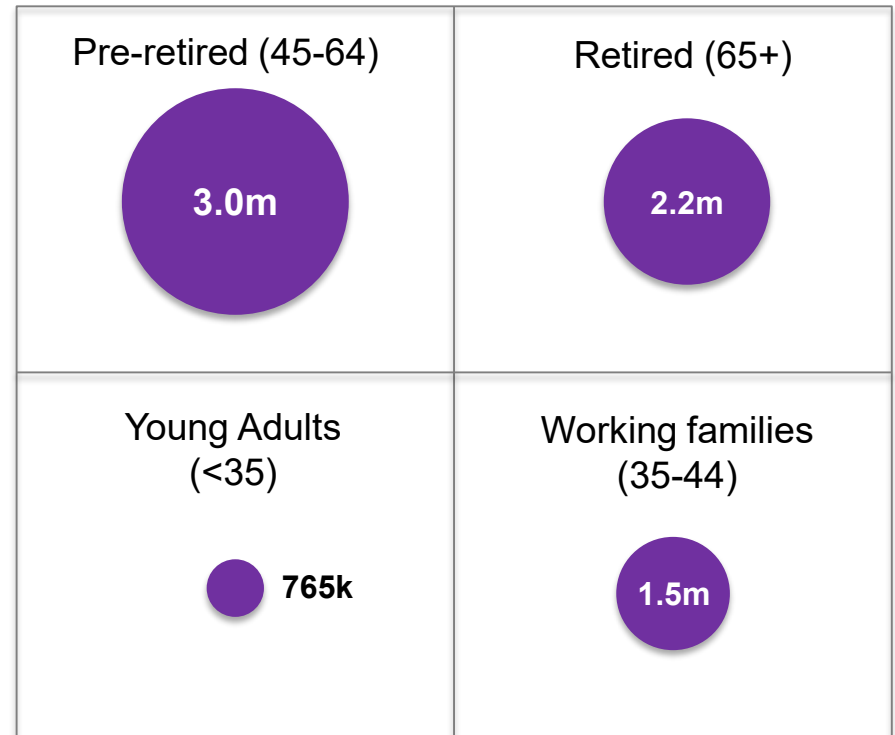 Pre-retired (45-64)
3.0m
Retired (65+)
2.2m
Young Adults
(<35)
765k
Working families
(35-44)
1.5m